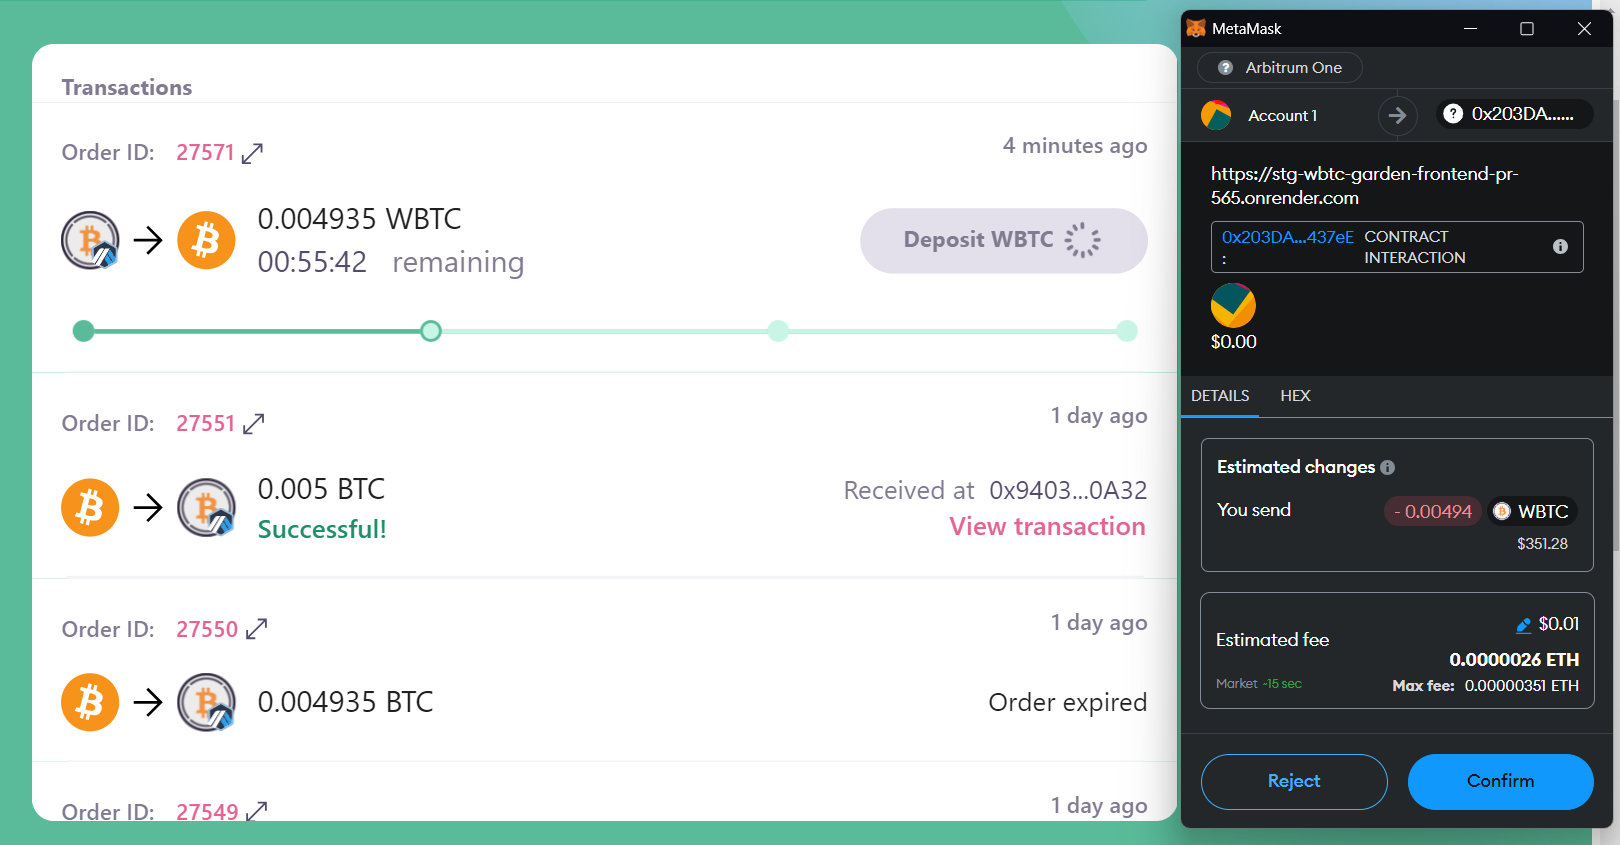 Transactions
Order ID: 27571
4 minutes ago
0.004935 WBTC
00:55:42 remaining
Deposit WBTC
Order ID: 27551
1 day ago
0.005 BTC
Successful!
Received at 0x9403...0A32
View transaction
Order ID: 27550
1 day ago
0.004935 BTC
Order expired
Order ID: 27549
1 day ago
MetaMask
Arbitrum One
Account 1
0x203DA......
https://stg-wbtc-garden-frontend-pr-
565.onrender.com
0x203DA...437eE CONTRACT
: INTERACTION
$0.00
DETAILS HEX
Estimated changes
You send - 0.00494 WBTC
$351.28
$0.01
Estimated fee
0.0000026 ETH
Market ~15 sec Max fee: 0.00000351 ETH
Reject Confirm